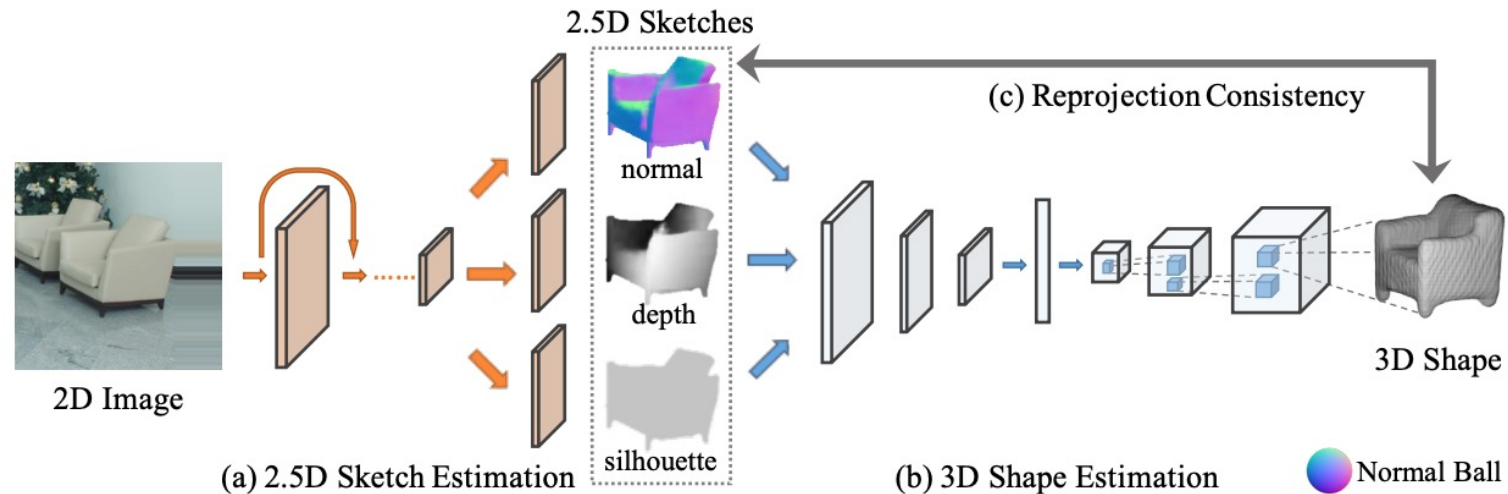 2.5D Sketches
(c) Reprojection Consistency
normal
depth
2D Image
3D Shape
silhouette
(a) 2.5D Sketch Estimation
(b) 3D Shape Estimation
Normal Ball